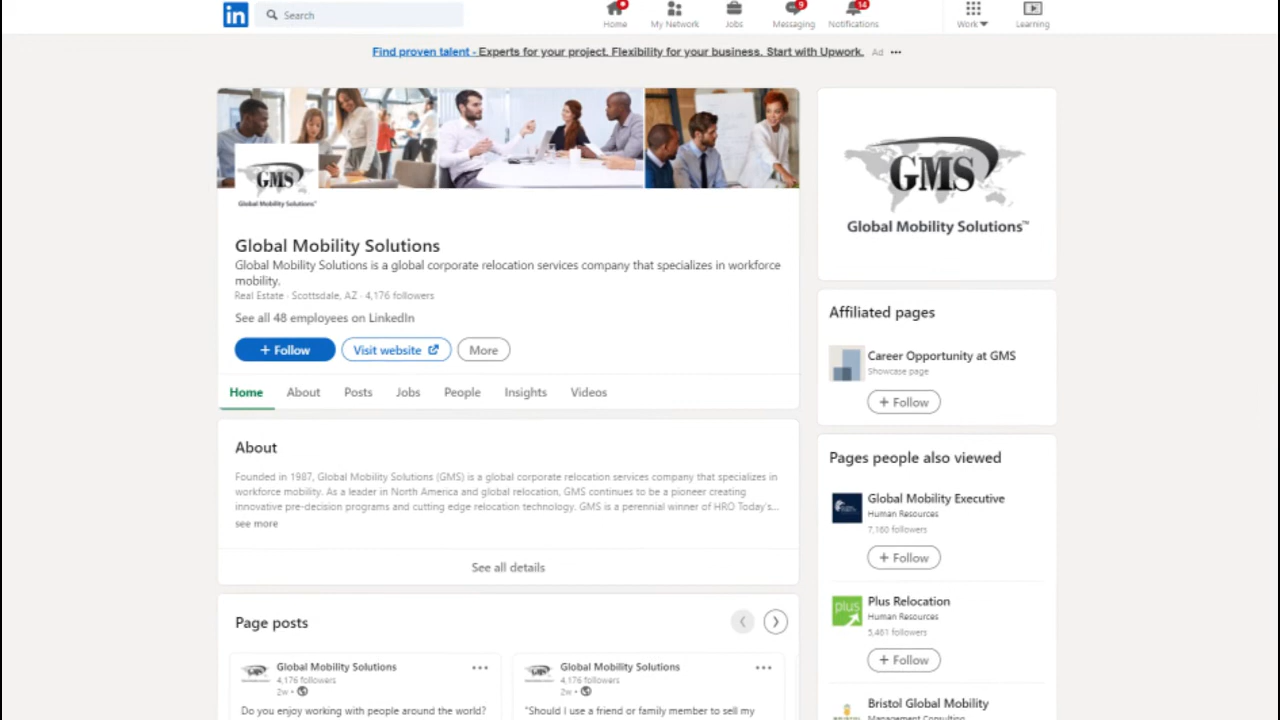 in
Search
Home
My Network
Jobs
9
Messaging
14
Notifications
Work
Learning
Find proven talent - Experts for your project. Flexibility for your business. Start with Upwork. Ad •••
GMS
Global Mobility Solutions™
Global Mobility Solutions
Global Mobility Solutions is a global corporate relocation services company that specializes in workforce
mobility.
Real Estate · Scottsdale, AZ · 4,176 followers
See all 48 employees on LinkedIn
+ Follow
Visit website
More
Home
About
Posts
Jobs
People
Insights
Videos
About
Founded in 1987, Global Mobility Solutions (GMS) is a global corporate relocation services company that specializes in
workforce mobility. As a leader in North America and global relocation, GMS continues to be a pioneer creating
innovative pre-decision programs and cutting edge relocation technology. GMS is a perennial winner of HRO Today's...
see more
See all details
Page posts
Global Mobility Solutions
4,176 followers
2w •
Do you enjoy working with people around the world?
Global Mobility Solutions
4,176 followers
2w •
"Should I use a friend or family member to sell my
GMS
Global Mobility Solutions™
Affiliated pages
Career Opportunity at GMS
Showcase page
+ Follow
Pages people also viewed
Global Mobility Executive
Human Resources
7,160 followers
+ Follow
plus
Plus Relocation
Human Resources
5,461 followers
+ Follow
Bristol Global Mobility
Management Consulting
BRISTOL